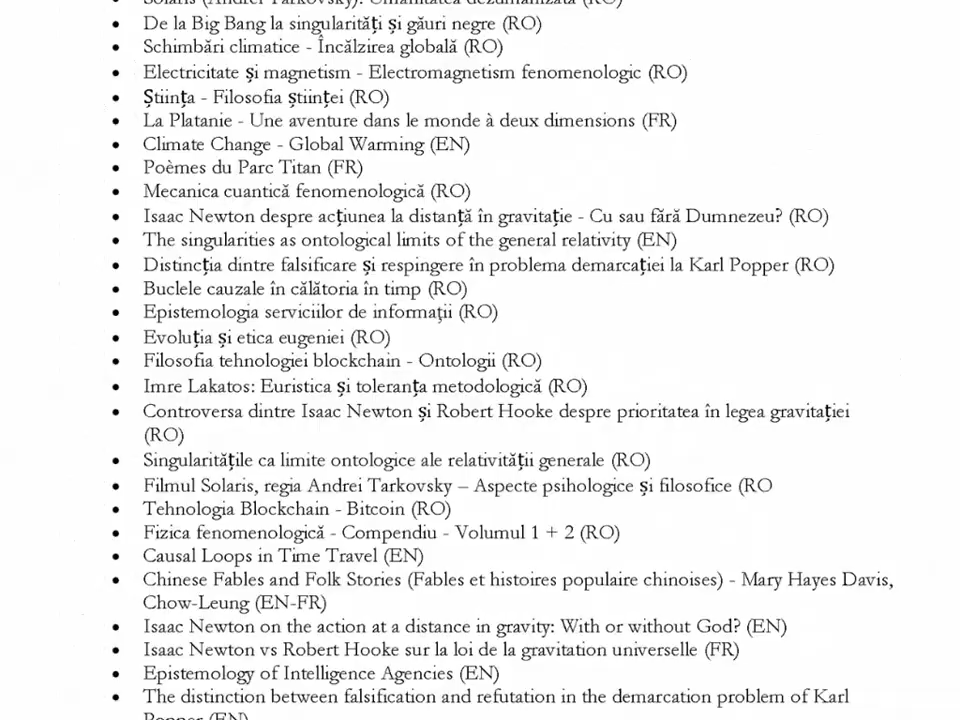 Solaris (Andrei Tarkovsky): Umanitatea dezumanizată (RO)
• De la Big Bang la singularități și găuri negre (RO)
• Schimbări climatice - Încălzirea globală (RO)
• Electricitate și magnetism - Electromagnetism fenomenologic (RO)
• Știința - Filosofia științei (RO)
• La Platanie - Une aventure dans le monde à deux dimensions (FR)
• Climate Change - Global Warming (EN)
• Poèmes du Parc Titan (FR)
• Mecanica cuantică fenomenologică (RO)
• Isaac Newton despre acțiunea la distanță în gravitație - Cu sau fără Dumnezeu? (RO)
• The singularities as ontological limits of the general relativity (EN)
• Distincția dintre falsificare și respingere în problema demarcației la Karl Popper (RO)
• Buclele cauzale în călătoria în timp (RO)
• Epistemologia serviciilor de informații (RO)
• Evoluția și etica eugeniei (RO)
• Filosofia tehnologiei blockchain - Ontologii (RO)
• Imre Lakatos: Euristica și toleranța metodologică (RO)
• Controversa dintre Isaac Newton și Robert Hooke despre prioritatea în legea gravitației
(RO)
• Singularitățile ca limite ontologice ale relativității generale (RO)
• Filmul Solaris, regia Andrei Tarkovsky – Aspecte psihologice și filosofice (RO
• Tehnologia Blockchain - Bitcoin (RO)
• Fizica fenomenologică - Compendiu - Volumul 1 + 2 (RO)
• Causal Loops in Time Travel (EN)
• Chinese Fables and Folk Stories (Fables et histoires populaire chinoises) - Mary Hayes Davis,
Chow-Leung (EN-FR)
• Isaac Newton on the action at a distance in gravity: With or without God? (EN)
• Isaac Newton vs Robert Hooke sur la loi de la gravitation universelle (FR)
• Epistemology of Intelligence Agencies (EN)
• The distinction between falsification and refutation in the demarcation problem of Karl
Popper (EN)